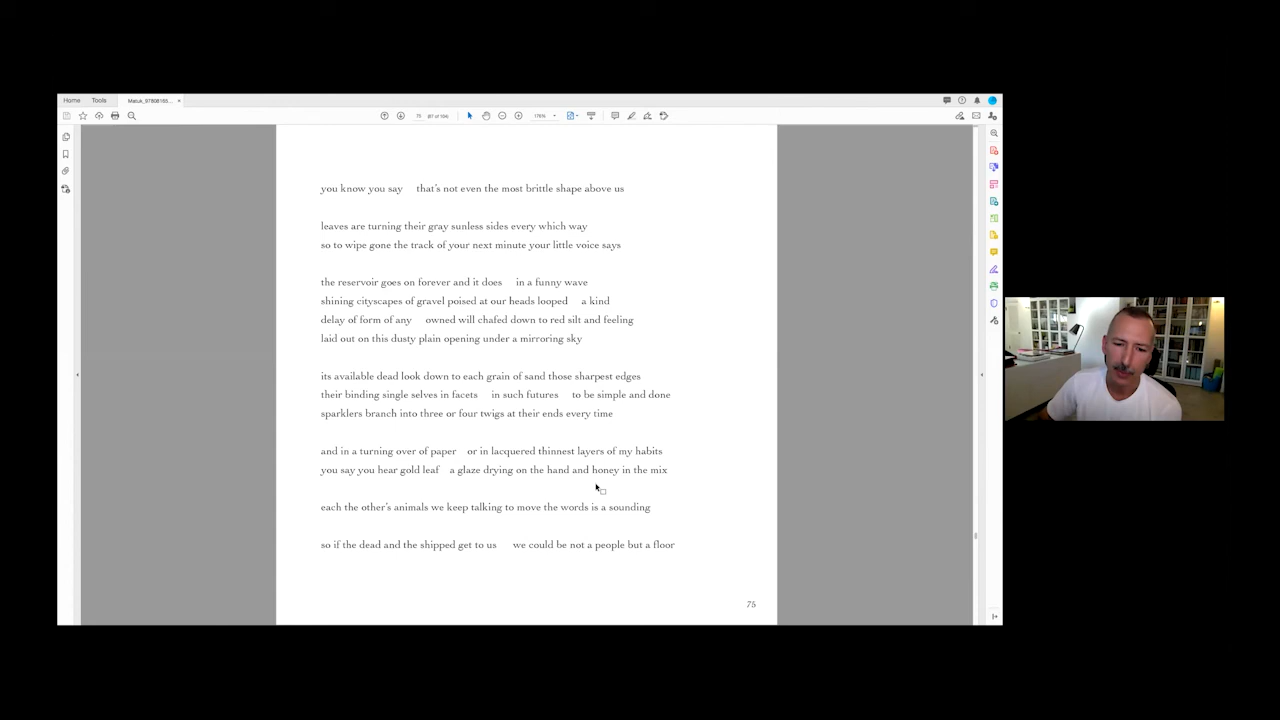 Home Tools Matuk_9780819S... ×
75 (87 of 104) 176%
you know you say that's not even the most brittle shape above us
leaves are turning their gray sunless sides every which way
so to wipe gone the track of your next minute your little voice says
the reservoir goes on forever and it does in a funny wave
shining cityscapes of gravel poised at our heads looped a kind
delay of form of any owned will chafed down to red silt and feeling
laid out on this dusty plain opening under a mirroring sky
its available dead look down to each grain of sand those sharpest edges
their binding single selves in facets in such futures to be simple and done
sparklers branch into three or four twigs at their ends every time
and in a turning over of paper or in lacquered thinnest layers of my habits
you say you hear gold leaf a glaze drying on the hand and honey in the mix
each the other's animals we keep talking to move the words is a sounding
so if the dead and the shipped get to us we could be not a people but a floor
75